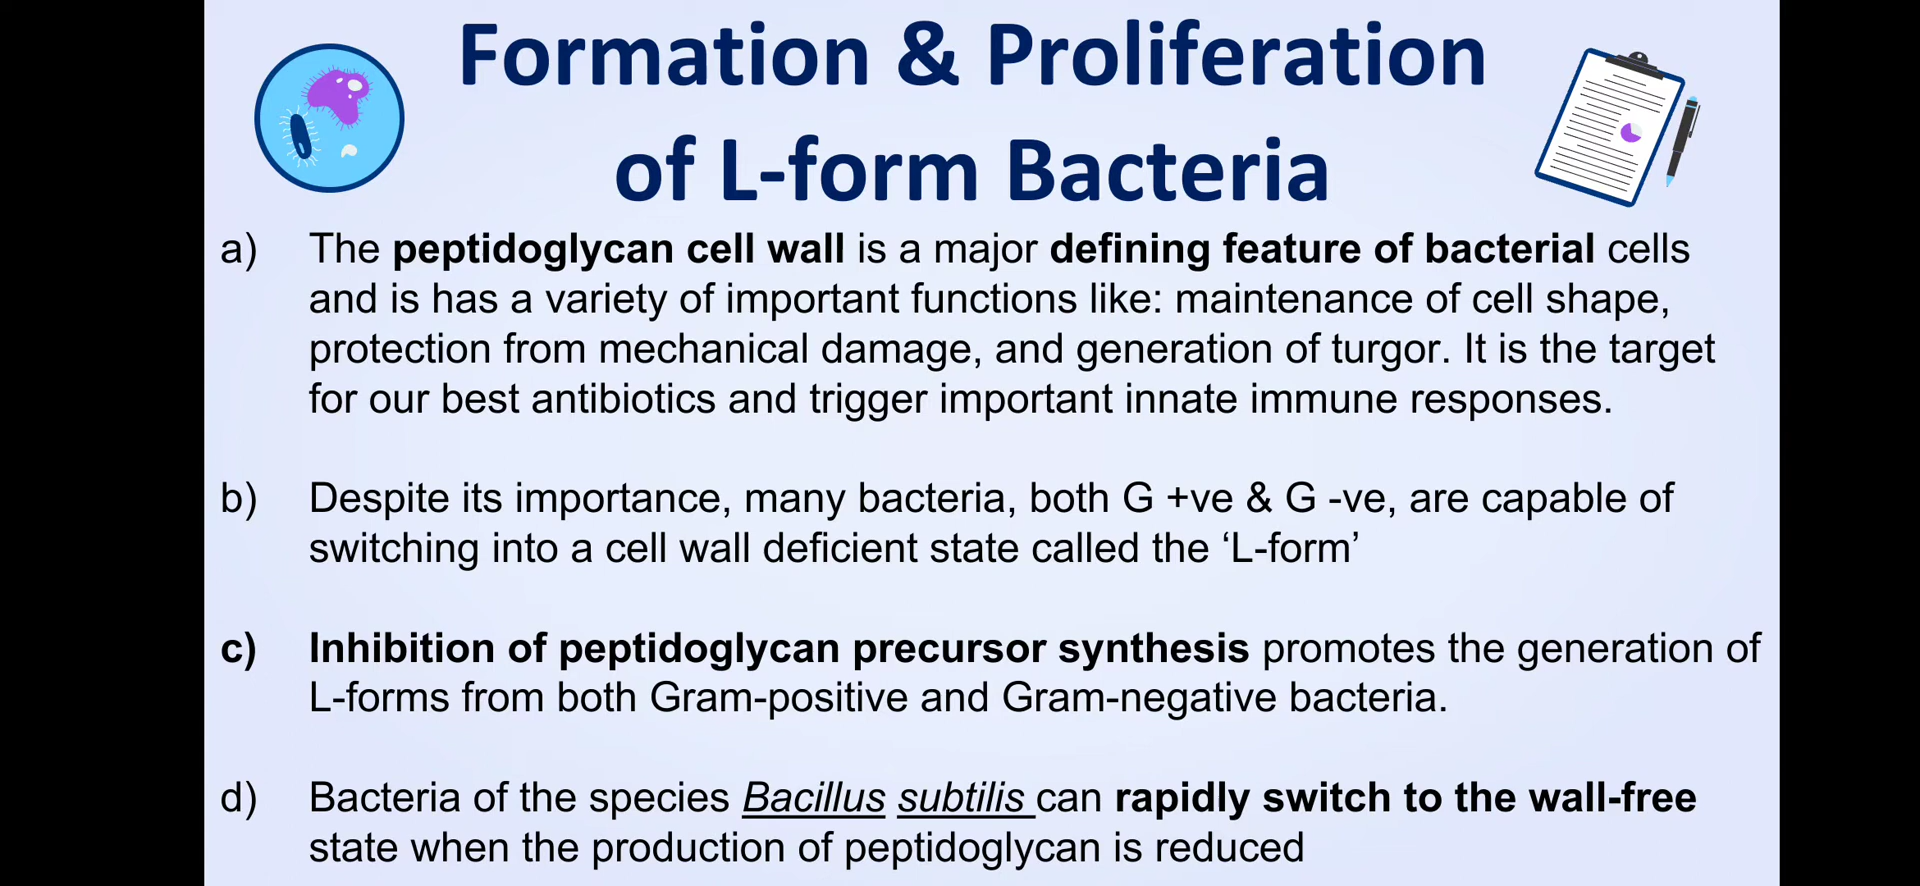 Formation & Proliferation
of L-form Bacteria
a) The peptidoglycan cell wall is a major defining feature of bacterial cells
and is has a variety of important functions like: maintenance of cell shape,
protection from mechanical damage, and generation of turgor. It is the target
for our best antibiotics and trigger important innate immune responses.
b) Despite its importance, many bacteria, both G +ve & G -ve, are capable of
switching into a cell wall deficient state called the ‘L-form’
c) Inhibition of peptidoglycan precursor synthesis promotes the generation of
L-forms from both Gram-positive and Gram-negative bacteria.
d) Bacteria of the species Bacillus subtilis can rapidly switch to the wall-free
state when the production of peptidoglycan is reduced